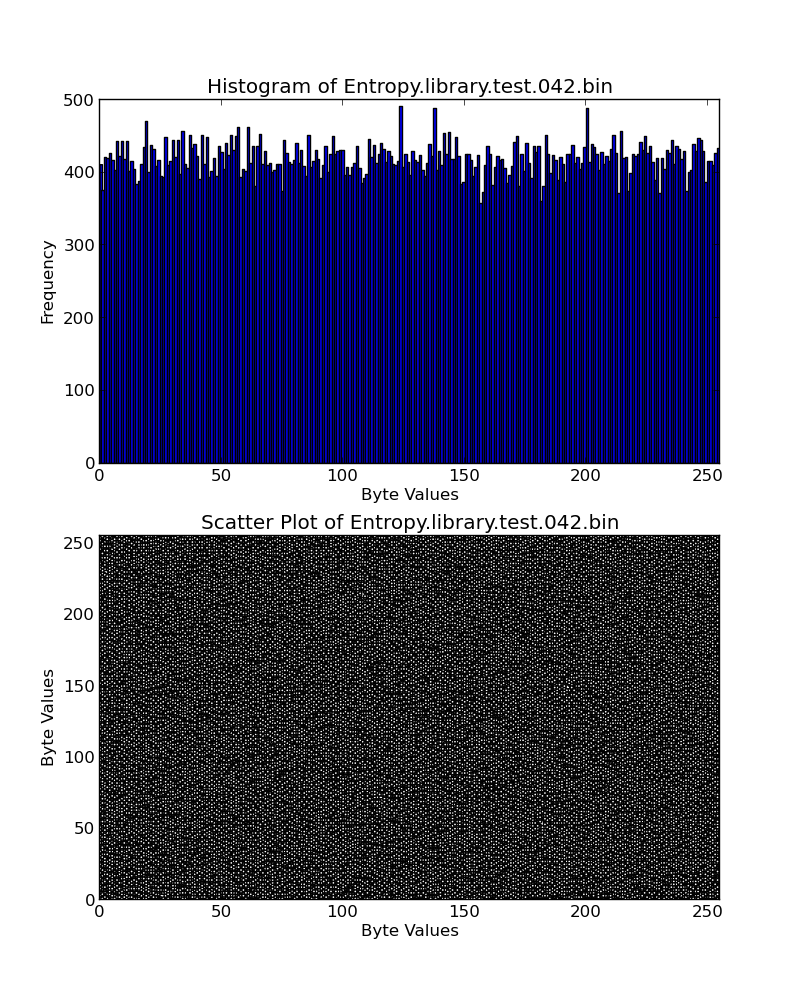 Histogram of Entropy.library.test.042.bin
500
400
300
200
100
0
Frequency
0 50 100 150 200 250
Byte Values
Scatter Plot of Entropy.library.test.042.bin
250
200
150
100
50
0
Byte Values
0 50 100 150 200 250
Byte Values